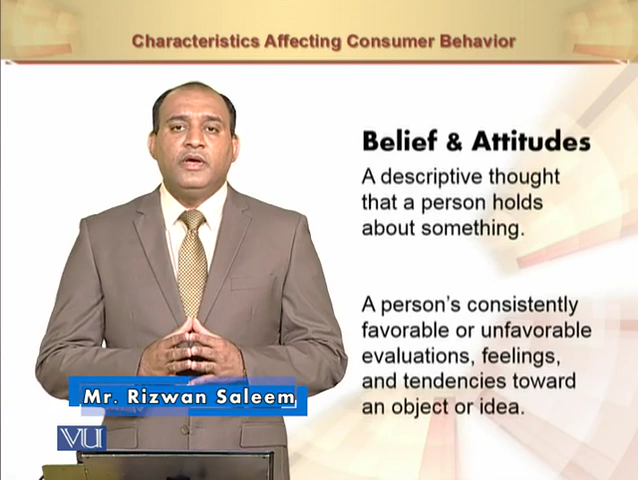 Characteristics Affecting Consumer Behavior
Belief & Attitudes
A descriptive thought
that a person holds
about something.
A person's consistently
favorable or unfavorable
evaluations, feelings,
and tendencies toward
an object or idea.
Mr. Rizwan Saleem
VU